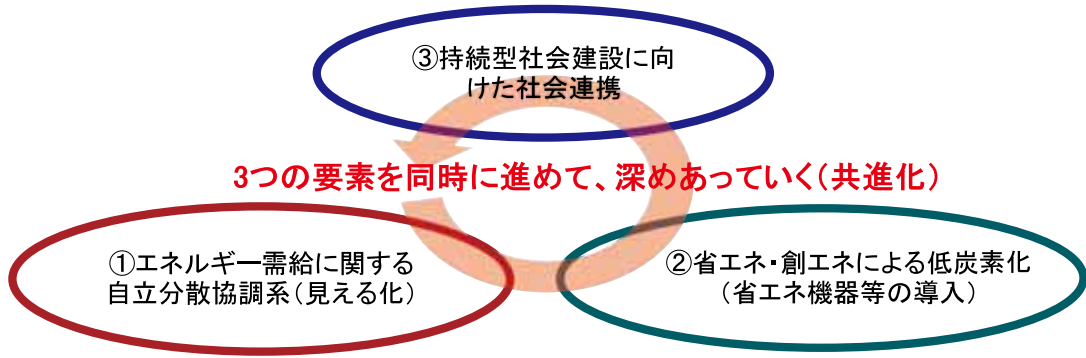 ③持続型社会建設に向
けた社会連携
3つの要素を同時に進めて、深めあっていく(共進化)
①エネルギー需給に関する
自立分散協調系(見える化)
②省エネ・創エネによる低炭素化
(省エネ機器等の導入)